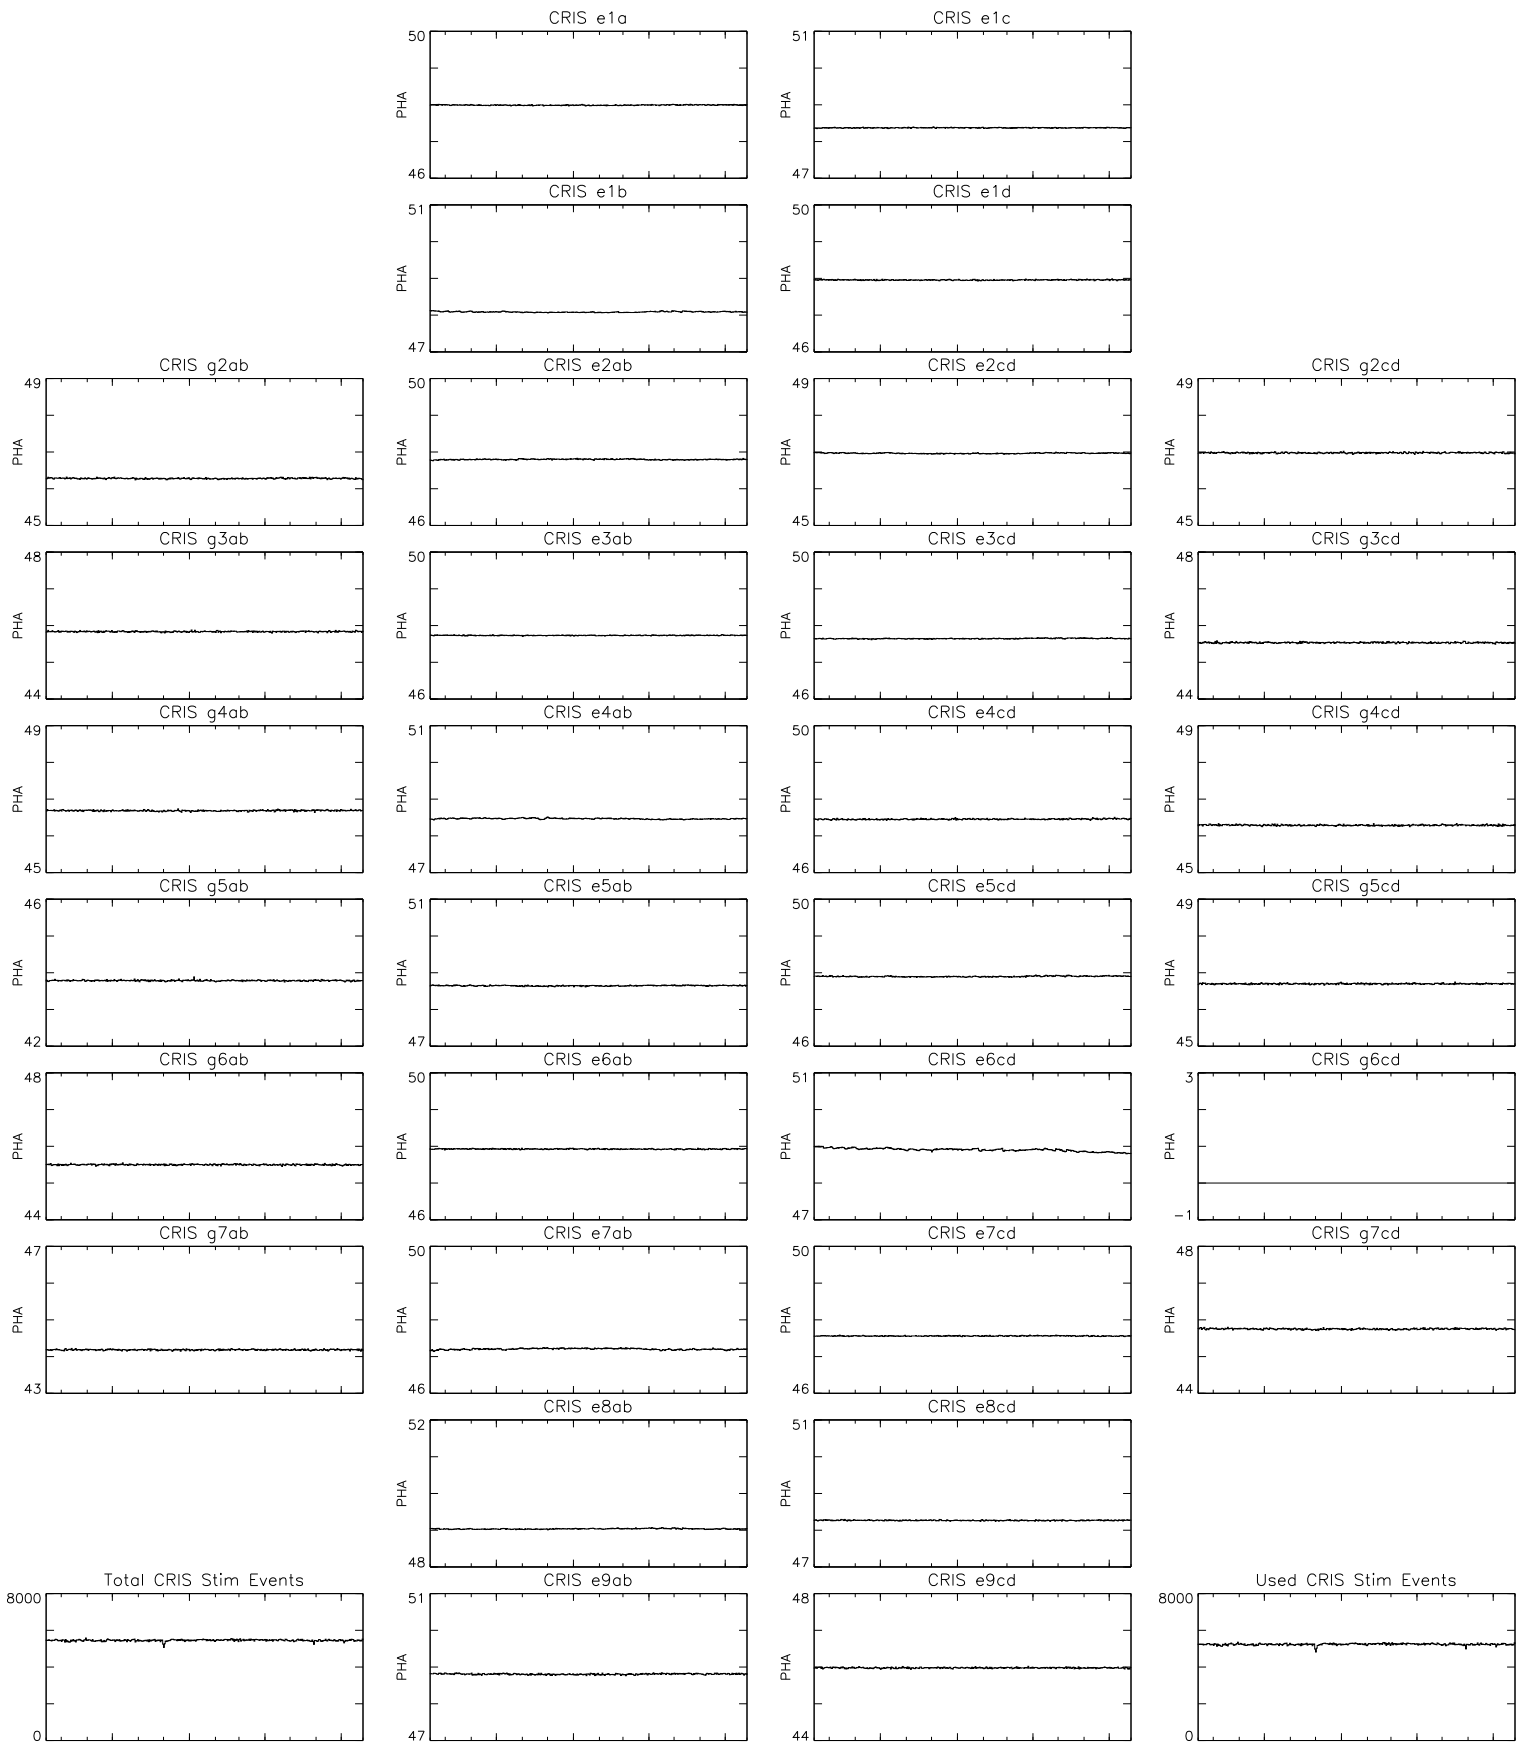 CRIS e1a
CRIS e1c
50
PHA
46
51
PHA
47
CRIS e1b
CRIS e1d
51
PHA
47
50
PHA
46
CRIS g2ab
CRIS e2ab
CRIS e2cd
CRIS g2cd
49
PHA
45
50
PHA
46
49
PHA
45
49
PHA
45
CRIS g3ab
CRIS e3ab
CRIS e3cd
CRIS g3cd
48
PHA
44
50
PHA
46
50
PHA
46
48
PHA
44
CRIS g4ab
CRIS e4ab
CRIS e4cd
CRIS g4cd
49
PHA
45
51
PHA
47
50
PHA
46
49
PHA
45
CRIS g5ab
CRIS e5ab
CRIS e5cd
CRIS g5cd
46
PHA
42
51
PHA
47
50
PHA
46
49
PHA
45
CRIS g6ab
CRIS e6ab
CRIS e6cd
CRIS g6cd
48
PHA
44
50
PHA
46
51
PHA
47
3
PHA
-1
CRIS g7ab
CRIS e7ab
CRIS e7cd
CRIS g7cd
47
PHA
43
50
PHA
46
50
PHA
46
48
PHA
44
CRIS e8ab
CRIS e8cd
52
PHA
48
51
PHA
47
Total CRIS Stim Events
CRIS e9ab
CRIS e9cd
Used CRIS Stim Events
8000
0
51
PHA
47
48
PHA
44
8000
0